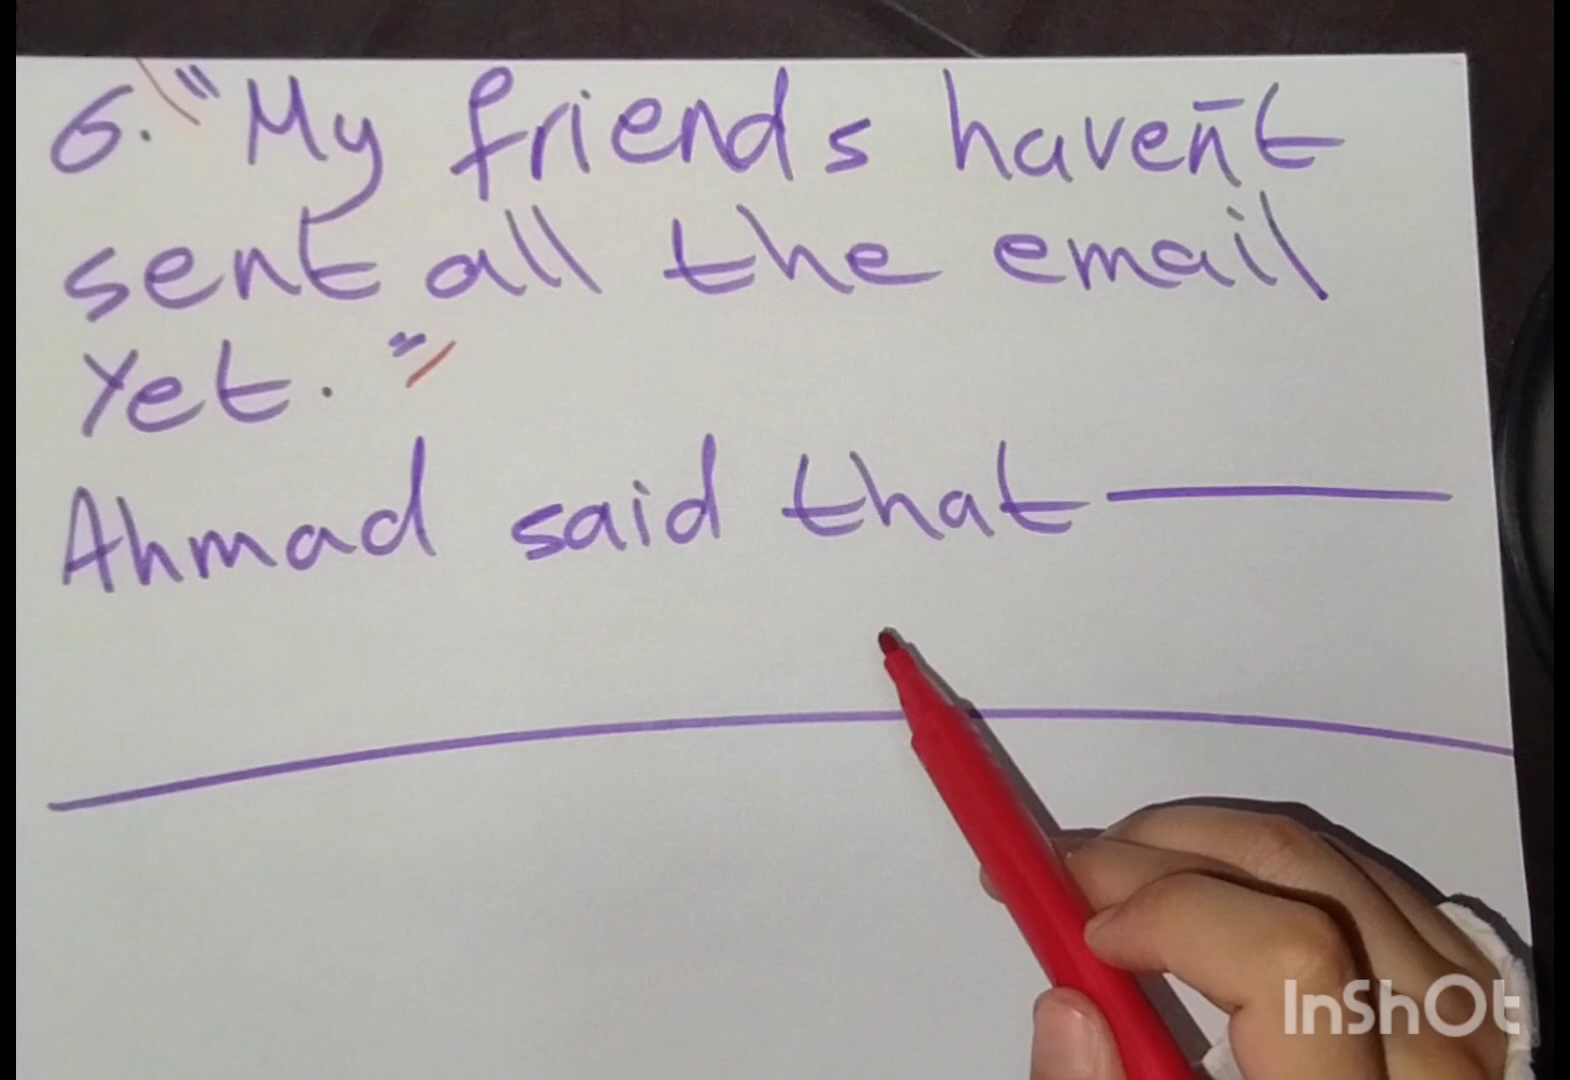 6. "My friends haven't
sent all the email
Yet."
Ahmad said that
InShOt